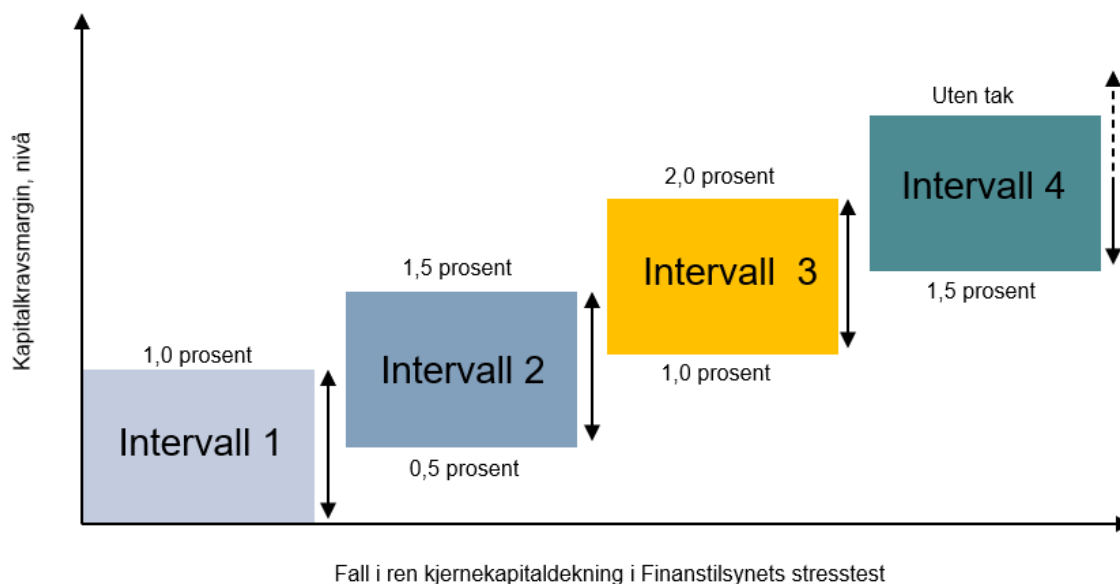 Kapitalkravsmargin, nivå
1,0 prosent
Intervall 1
1,5 prosent
Intervall 2
0,5 prosent
2,0 prosent
Intervall 3
1,0 prosent
Uten tak
Intervall 4
1,5 prosent
Fall i ren kjernekapitaldekning i Finanstilsynets stresstest